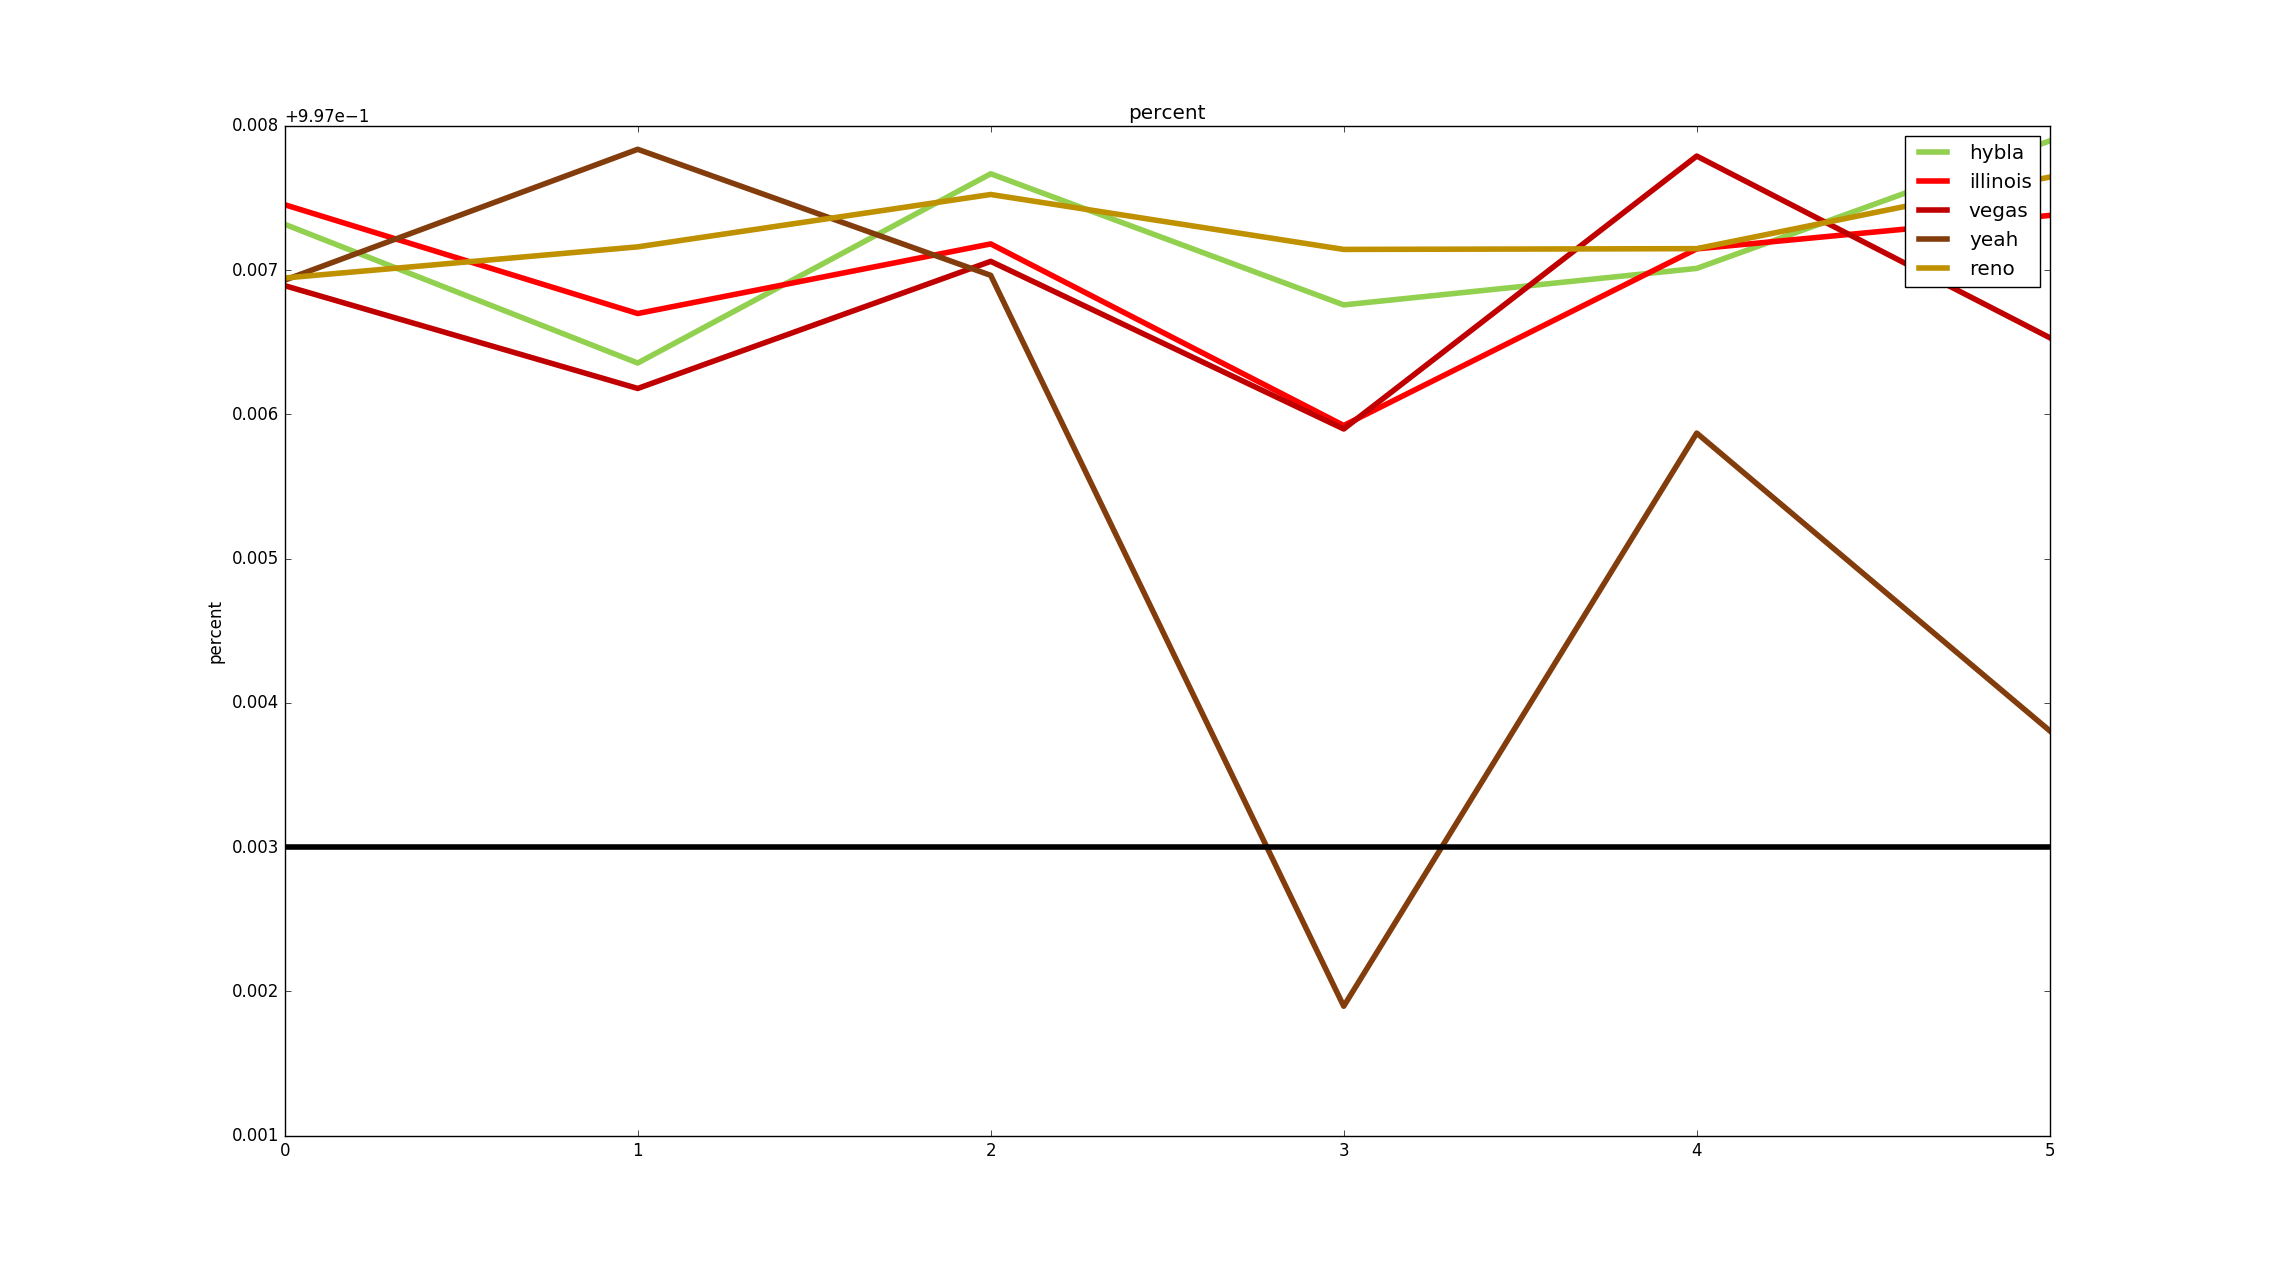 percent
+9.97e−1
0.008
0.007
0.006
0.005
0.004
0.003
0.002
0.001
percent
0 1 2 3 4 5
hybla
illinois
vegas
yeah
reno